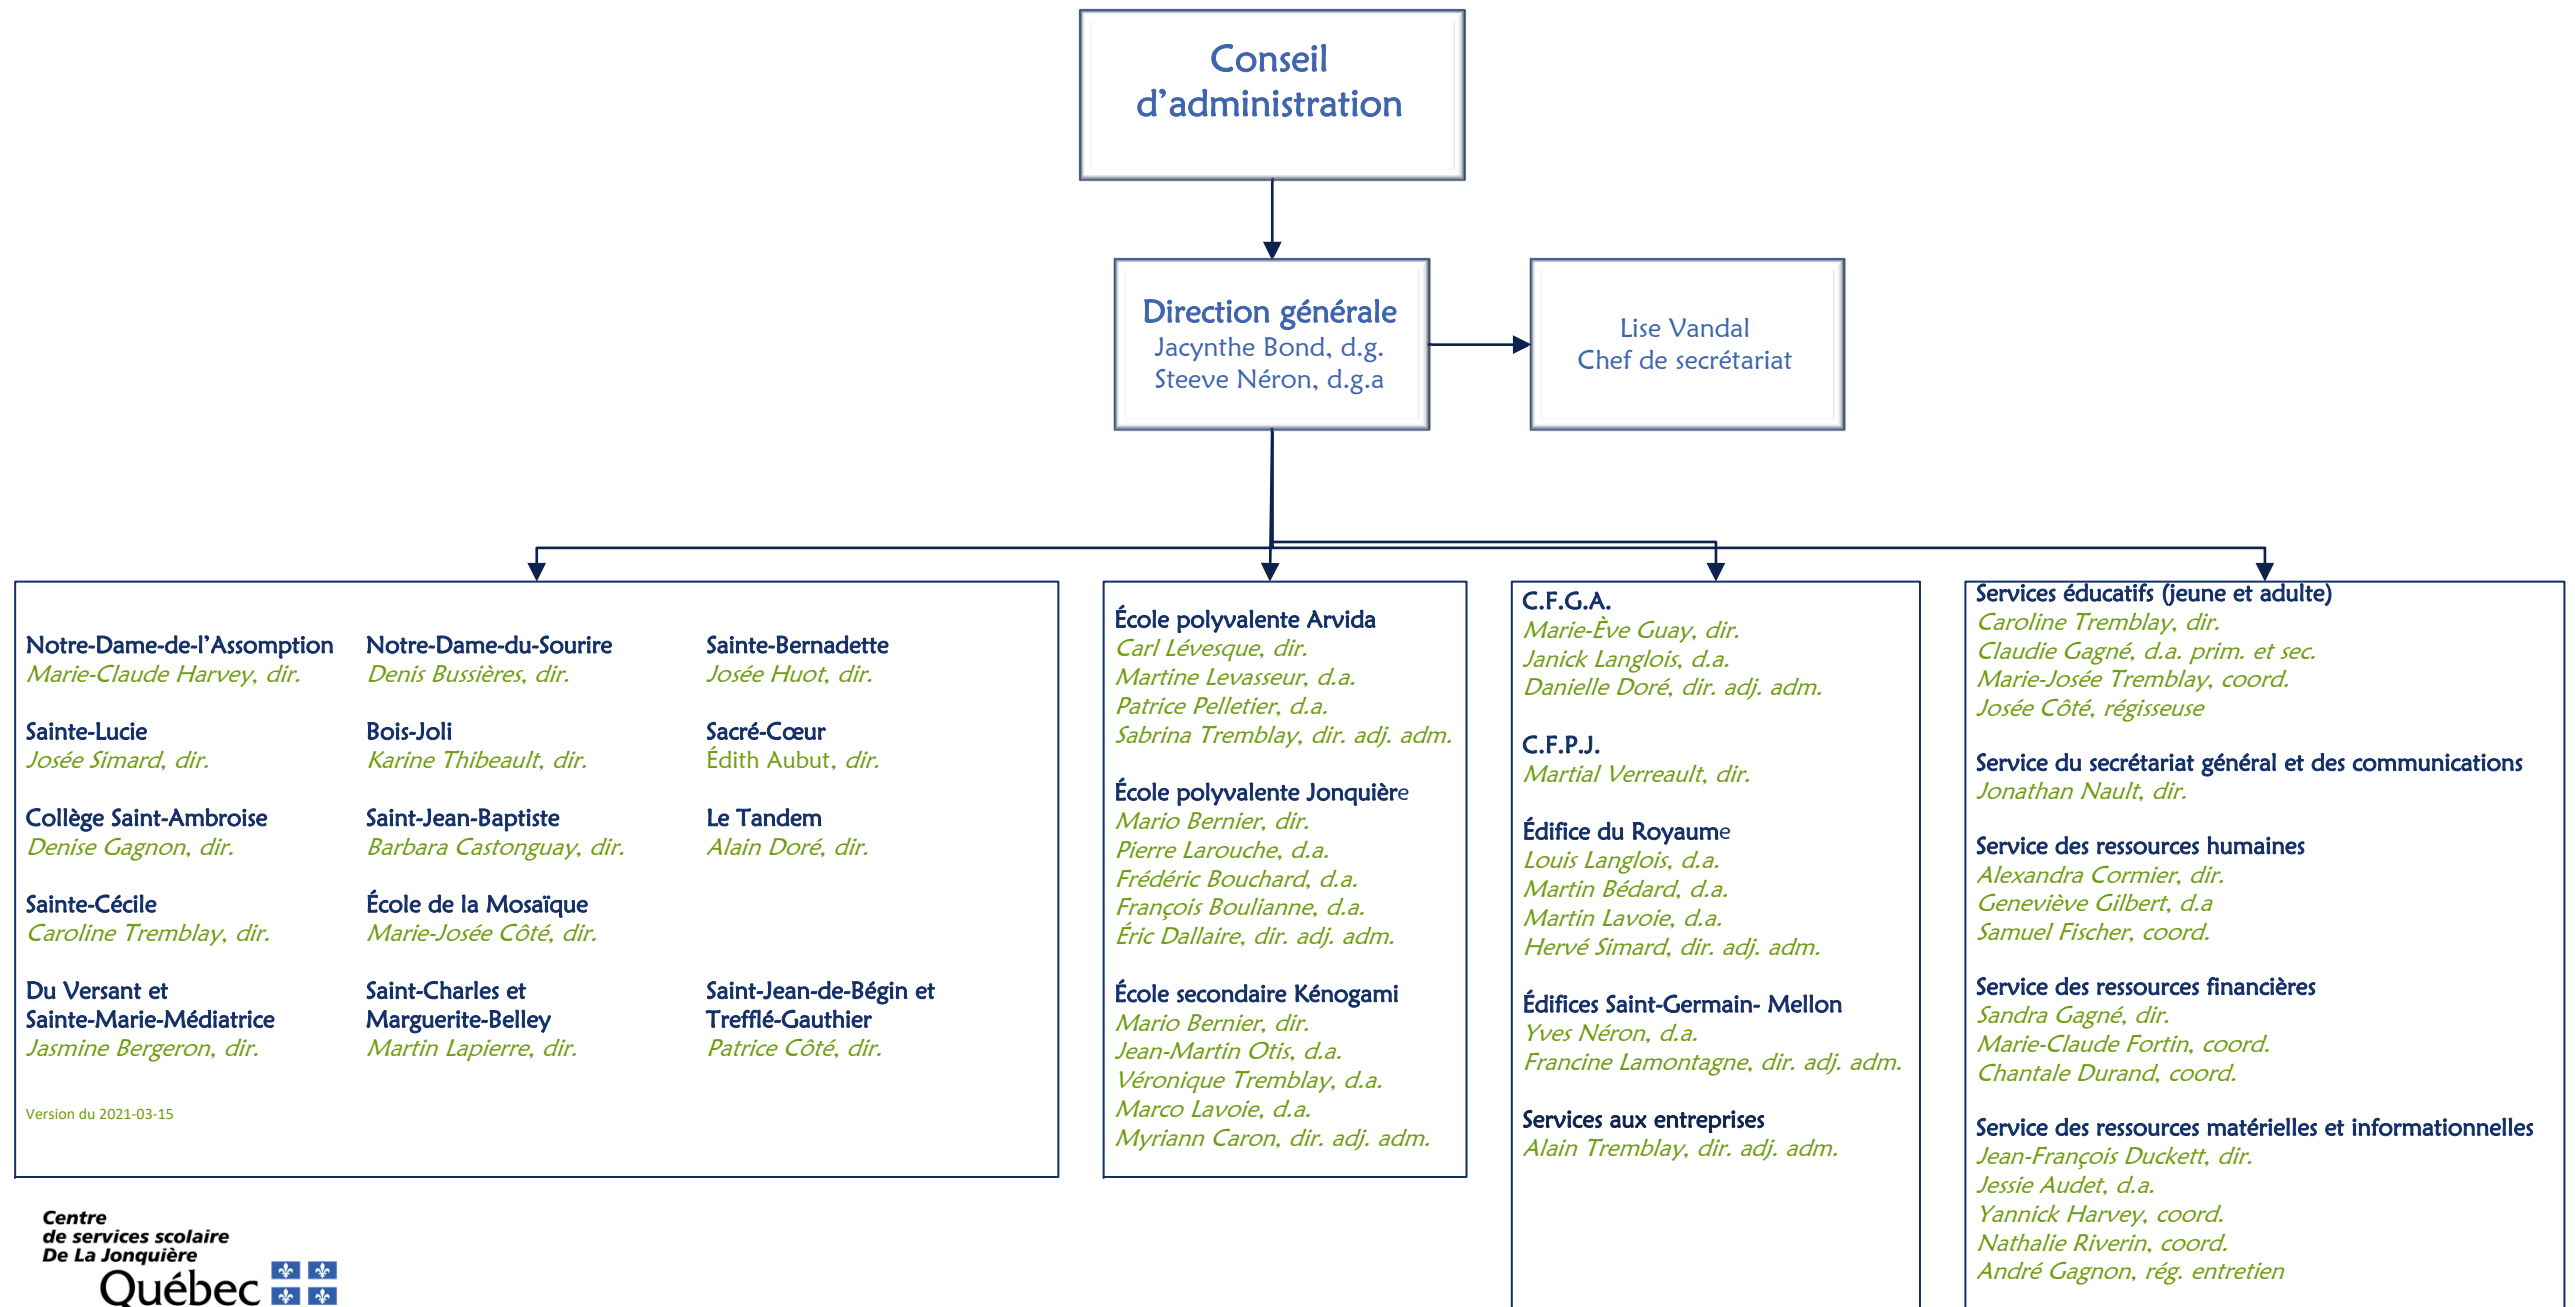 Conseil
d’administration
Direction générale
Jacynthe Bond, d.g.
Steeve Néron, d.g.a
Lise Vandal
Chef de secrétariat
Notre-Dame-de-l’Assomption
Marie-Claude Harvey, dir.
Sainte-Lucie
Josée Simard, dir.
Collège Saint-Ambroise
Denise Gagnon, dir.
Sainte-Cécile
Caroline Tremblay, dir.
Du Versant et
Sainte-Marie-Médiatrice
Jasmine Bergeron, dir.
Version du 2021-03-15
Notre-Dame-du-Sourire
Denis Bussières, dir.
Bois-Joli
Karine Thibeault, dir.
Saint-Jean-Baptiste
Barbara Castonguay, dir.
École de la Mosaïque
Marie-Josée Côté, dir.
Saint-Charles et
Marguerite-Belley
Martin Lapierre, dir.
Sainte-Bernadette
Josée Huot, dir.
Sacré-Cœur
Édith Aubut, dir.
Le Tandem
Alain Doré, dir.
Saint-Jean-de-Bégin et
Trefflé-Gauthier
Patrice Côté, dir.
École polyvalente Arvida
Carl Lévesque, dir.
Martine Levasseur, d.a.
Patrice Pelletier, d.a.
Sabrina Tremblay, dir. adj. adm.
École polyvalente Jonquière
Mario Bernier, dir.
Pierre Larouche, d.a.
Frédéric Bouchard, d.a.
François Boulianne, d.a.
Éric Dallaire, dir. adj. adm.
École secondaire Kénogami
Mario Bernier, dir.
Jean-Martin Otis, d.a.
Véronique Tremblay, d.a.
Marco Lavoie, d.a.
Myriann Caron, dir. adj. adm.
C.F.G.A.
Marie-Ève Guay, dir.
Janick Langlois, d.a.
Danielle Doré, dir. adj. adm.
C.F.P.J.
Martial Verreault, dir.
Édifice du Royaume
Louis Langlois, d.a.
Martin Bédard, d.a.
Martin Lavoie, d.a.
Hervé Simard, dir. adj. adm.
Édifices Saint-Germain- Mellon
Yves Néron, d.a.
Francine Lamontagne, dir. adj. adm.
Services aux entreprises
Alain Tremblay, dir. adj. adm.
Services éducatifs (jeune et adulte)
Caroline Tremblay, dir.
Claudie Gagné, d.a. prim. et sec.
Marie-Josée Tremblay, coord.
Josée Côté, régisseuse
Service du secrétariat général et des communications
Jonathan Nault, dir.
Service des ressources humaines
Alexandra Cormier, dir.
Geneviève Gilbert, d.a
Samuel Fischer, coord.
Service des ressources financières
Sandra Gagné, dir.
Marie-Claude Fortin, coord.
Chantale Durand, coord.
Service des ressources matérielles et informationnelles
Jean-François Duckett, dir.
Jessie Audet, d.a.
Yannick Harvey, coord.
Nathalie Riverin, coord.
André Gagnon, rég. entretien
Centre
de services scolaire
De La Jonquière
Québec